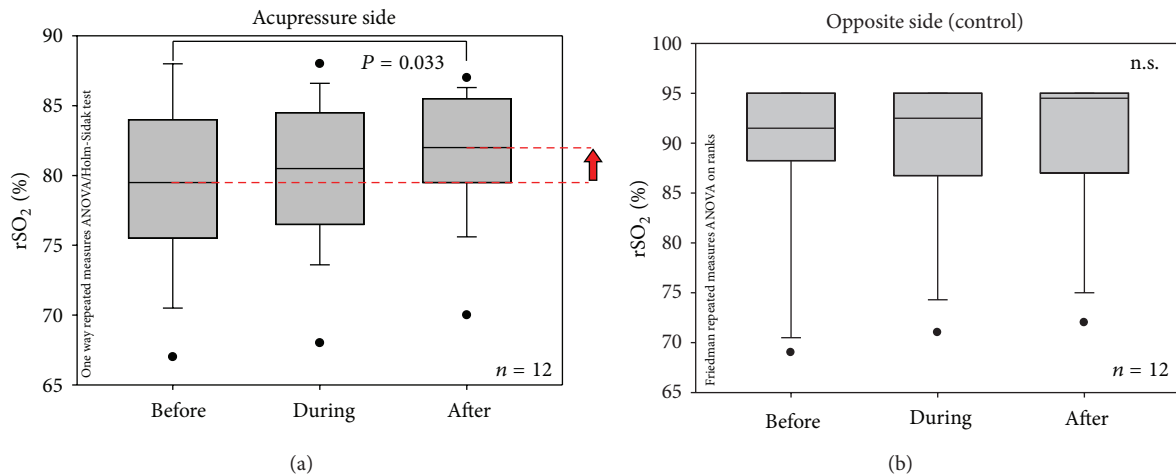 Acupressure side
90
85
80
75
70
65
rSO₂ (%)
One way repeated measures ANOVA/Holm-Sidak test
P = 0.033
n = 12
Before During After
(a)
Opposite side (control)
100
95
90
85
80
75
70
65
rSO₂ (%)
Friedman repeated measures ANOVA on ranks
n.s.
n = 12
Before During After
(b)